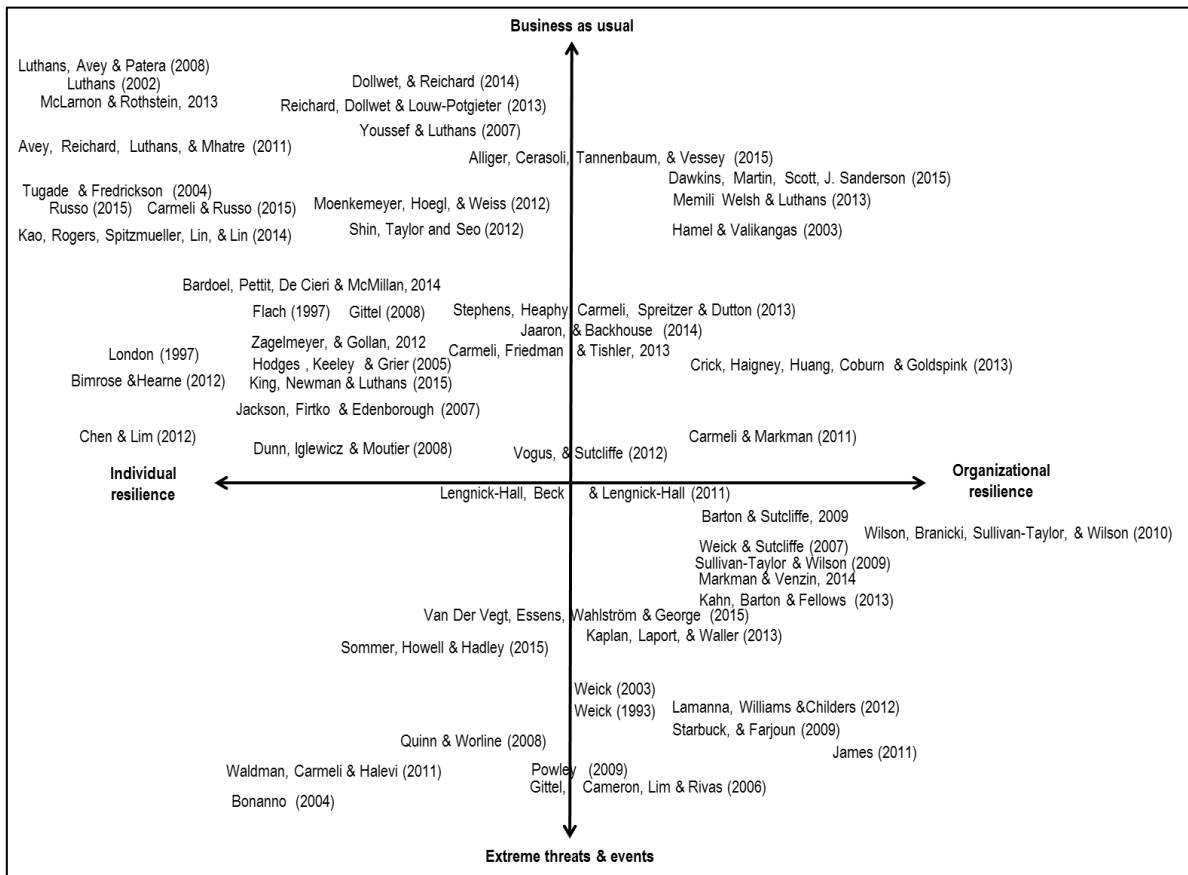 Business as usual
Luthans, Avey & Patera (2008)
Luthans (2002)
Dollwet, & Reichard (2014)
McLarnon & Rothstein, 2013
Reichard, Dollwet & Louw-Potgieter (2013)
Youssef & Luthans (2007)
Avey, Reichard, Luthans, & Mhatre (2011)
Alliger, Cerasoli, Tannenbaum, & Vessey (2015)
Dawkins, Martin, Scott, J. Sanderson (2015)
Tugade & Fredrickson (2004)
Memili Welsh & Luthans (2013)
Russo (2015) Carmeli & Russo (2015)
Moenkemeyer, Hoegl, & Weiss (2012)
Kao, Rogers, Spitzmueller, Lin, & Lin (2014)
Shin, Taylor and Seo (2012)
Hamel & Valikangas (2003)
Bardoel, Pettit, De Cieri & McMillan, 2014
Flach (1997) Gittel (2008)
Stephens, Heaphy, Carmeli, Spreitzer & Dutton (2013)
Jaaron, & Backhouse (2014)
Zagelmeyer, & Gollan, 2012
Carmeli, Friedman & Tishler, 2013
London (1997)
Hodges , Keeley & Grier (2005)
Crick, Haigney, Huang, Coburn & Goldspink (2013)
Bimrose &Hearne (2012)
King, Newman & Luthans (2015)
Jackson, Firtko & Edenborough (2007)
Chen & Lim (2012)
Carmeli & Markman (2011)
Dunn, Iglewicz & Moutier (2008)
Vogus, & Sutcliffe (2012)
Individual
resilience
Organizational
resilience
Lengnick-Hall, Beck & Lengnick-Hall (2011)
Barton & Sutcliffe, 2009
Wilson, Branicki, Sullivan-Taylor, & Wilson (2010)
Weick & Sutcliffe (2007)
Sullivan-Taylor & Wilson (2009)
Markman & Venzin, 2014
Kahn, Barton & Fellows (2013)
Van Der Vegt, Essens, Wahlström & George (2015)
Kaplan, Laport, & Waller (2013)
Sommer, Howell & Hadley (2015)
Weick (2003)
Weick (1993)
Lamanna, Williams &Childers (2012)
Starbuck, & Farjoun (2009)
Quinn & Worline (2008)
James (2011)
Waldman, Carmeli & Halevi (2011)
Powley (2009)
Gittel, Cameron, Lim & Rivas (2006)
Bonanno (2004)
Extreme threats & events